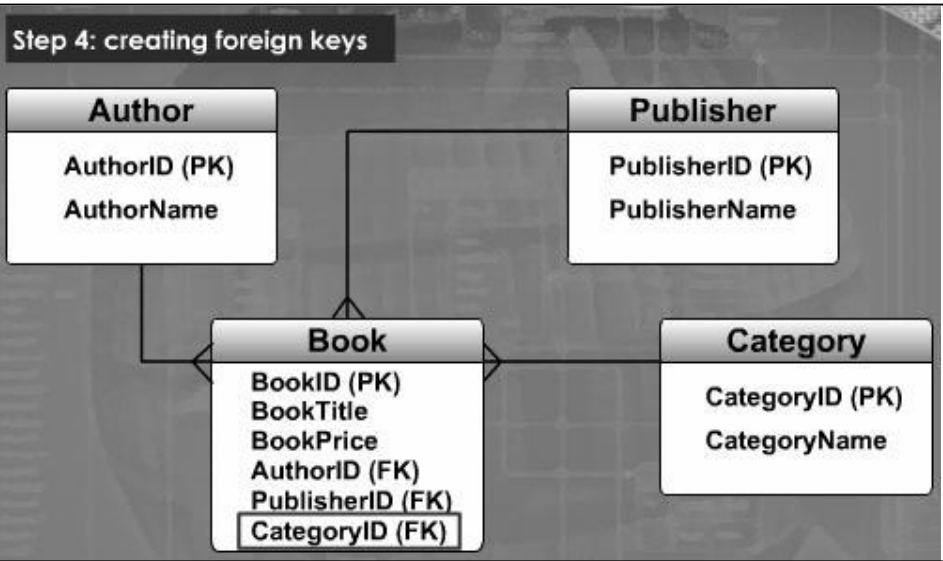 Step 4: creating foreign keys
Author
AuthorID (PK)
AuthorName
Publisher
PublisherID (PK)
PublisherName
Book
BookID (PK)
BookTitle
BookPrice
AuthorID (FK)
PublisherID (FK)
CategoryID (FK)
Category
CategoryID (PK)
CategoryName